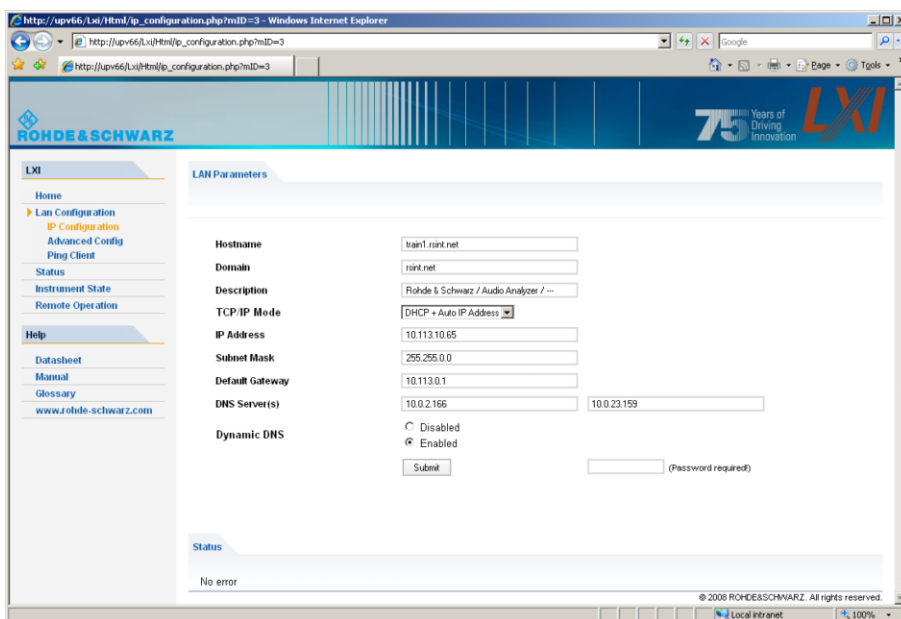 http://upv66/Lxi/Html/ip_configuration.php?mID=3 - Windows Internet Explorer
http://upv66/Lxi/Html/ip_configuration.php?mID=3
Google
http://upv66/Lxi/Html/ip_configuration.php?mID=3
Page
Tools
ROHDE&SCHWARZ
75 Years of Driving Innovation
LXI
LXI
Home
Lan Configuration
IP Configuration
Advanced Config
Ping Client
Status
Instrument State
Remote Operation
Help
Datasheet
Manual
Glossary
www.rohde-schwarz.com
LAN Parameters
Hostname train1.rsint.net
Domain rsint.net
Description Rohde & Schwarz / Audio Analyzer / ---
TCP/IP Mode DHCP + Auto IP Address
IP Address 10.113.10.65
Subnet Mask 255.255.0.0
Default Gateway 10.113.0.1
DNS Server(s) 10.0.2.166 10.0.23.159
Dynamic DNS
Disabled
Enabled
Submit (Password required!)
Status
No error
© 2008 ROHDE&SCHWARZ. All rights reserved.
Local intranet 100%